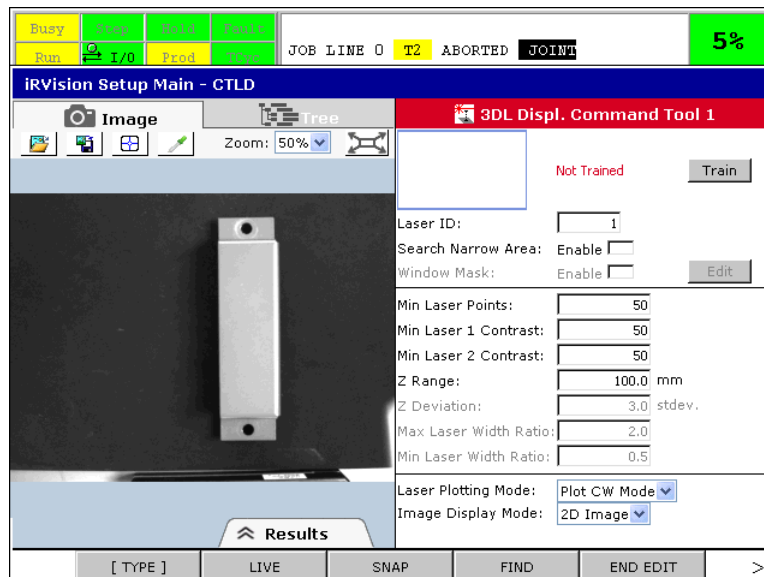 Busy Step Hold Fault
Run I/O Prod TCyc JOB LINE 0 T2 ABORTED JOINT 5%
iRVision Setup Main - CTLD
Image Tree 3DL Displ. Command Tool 1
Zoom: 50%
Not Trained Train
Laser ID: 1
Search Narrow Area: Enable
Window Mask: Enable Edit
Min Laser Points: 50
Min Laser 1 Contrast: 50
Min Laser 2 Contrast: 50
Z Range: 100.0 mm
Z Deviation: 3.0 stdev.
Max Laser Width Ratio: 2.0
Min Laser Width Ratio: 0.5
Laser Plotting Mode: Plot CW Mode
Image Display Mode: 2D Image
Results
[ TYPE ] LIVE SNAP FIND END EDIT >